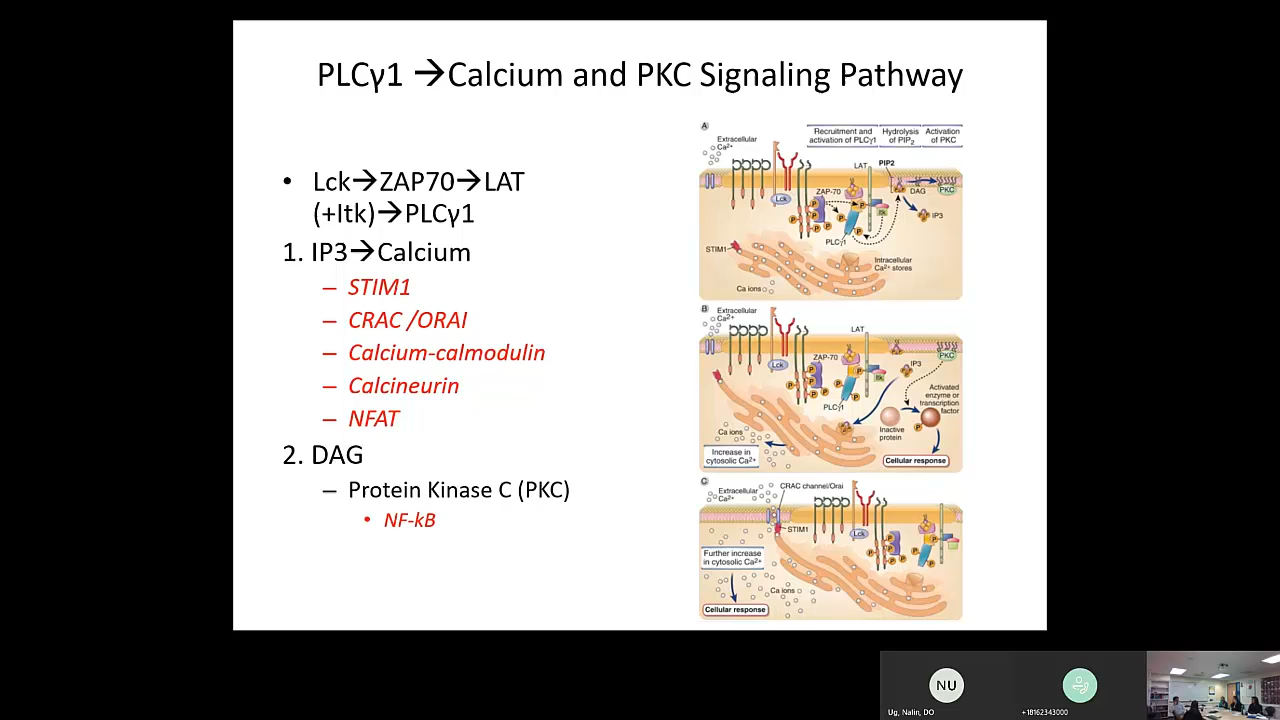 PLCγ1 →Calcium and PKC Signaling Pathway
• Lck→ZAP70→LAT
(+Itk)→PLCγ1
1. IP3→Calcium
– STIM1
– CRAC /ORAI
– Calcium-calmodulin
– Calcineurin
– NFAT
2. DAG
– Protein Kinase C (PKC)
• NF-kB
A
Extracellular
Ca²⁺
Recruitment and
activation of PLCγ1
Hydrolysis
of PIP₂
Activation
of PKC
LAT
PIP2
ZAP-70
DAG
PKC
Lck
P
P
P
P
P
P
P
Itk
IP3
PLCγ1
STIM1
Intracellular
Ca²⁺ stores
Ca ions
B
Extracellular
Ca²⁺
LAT
PKC
Lck
ZAP-70
P
P
P
P
P
P
Itk
IP3
PLCγ1
Activated
enzyme or
transcription
factor
P
Ca ions
Inactive
protein
Increase in
cytosolic Ca²⁺
Cellular response
C
Extracellular
Ca²⁺
CRAC channel/Orai
STIM1
Lck
P
P
P
P
P
P
Further increase
in cytosolic Ca²⁺
Ca ions
Cellular response
NU
Ug, Nalin, DO
+18162343000